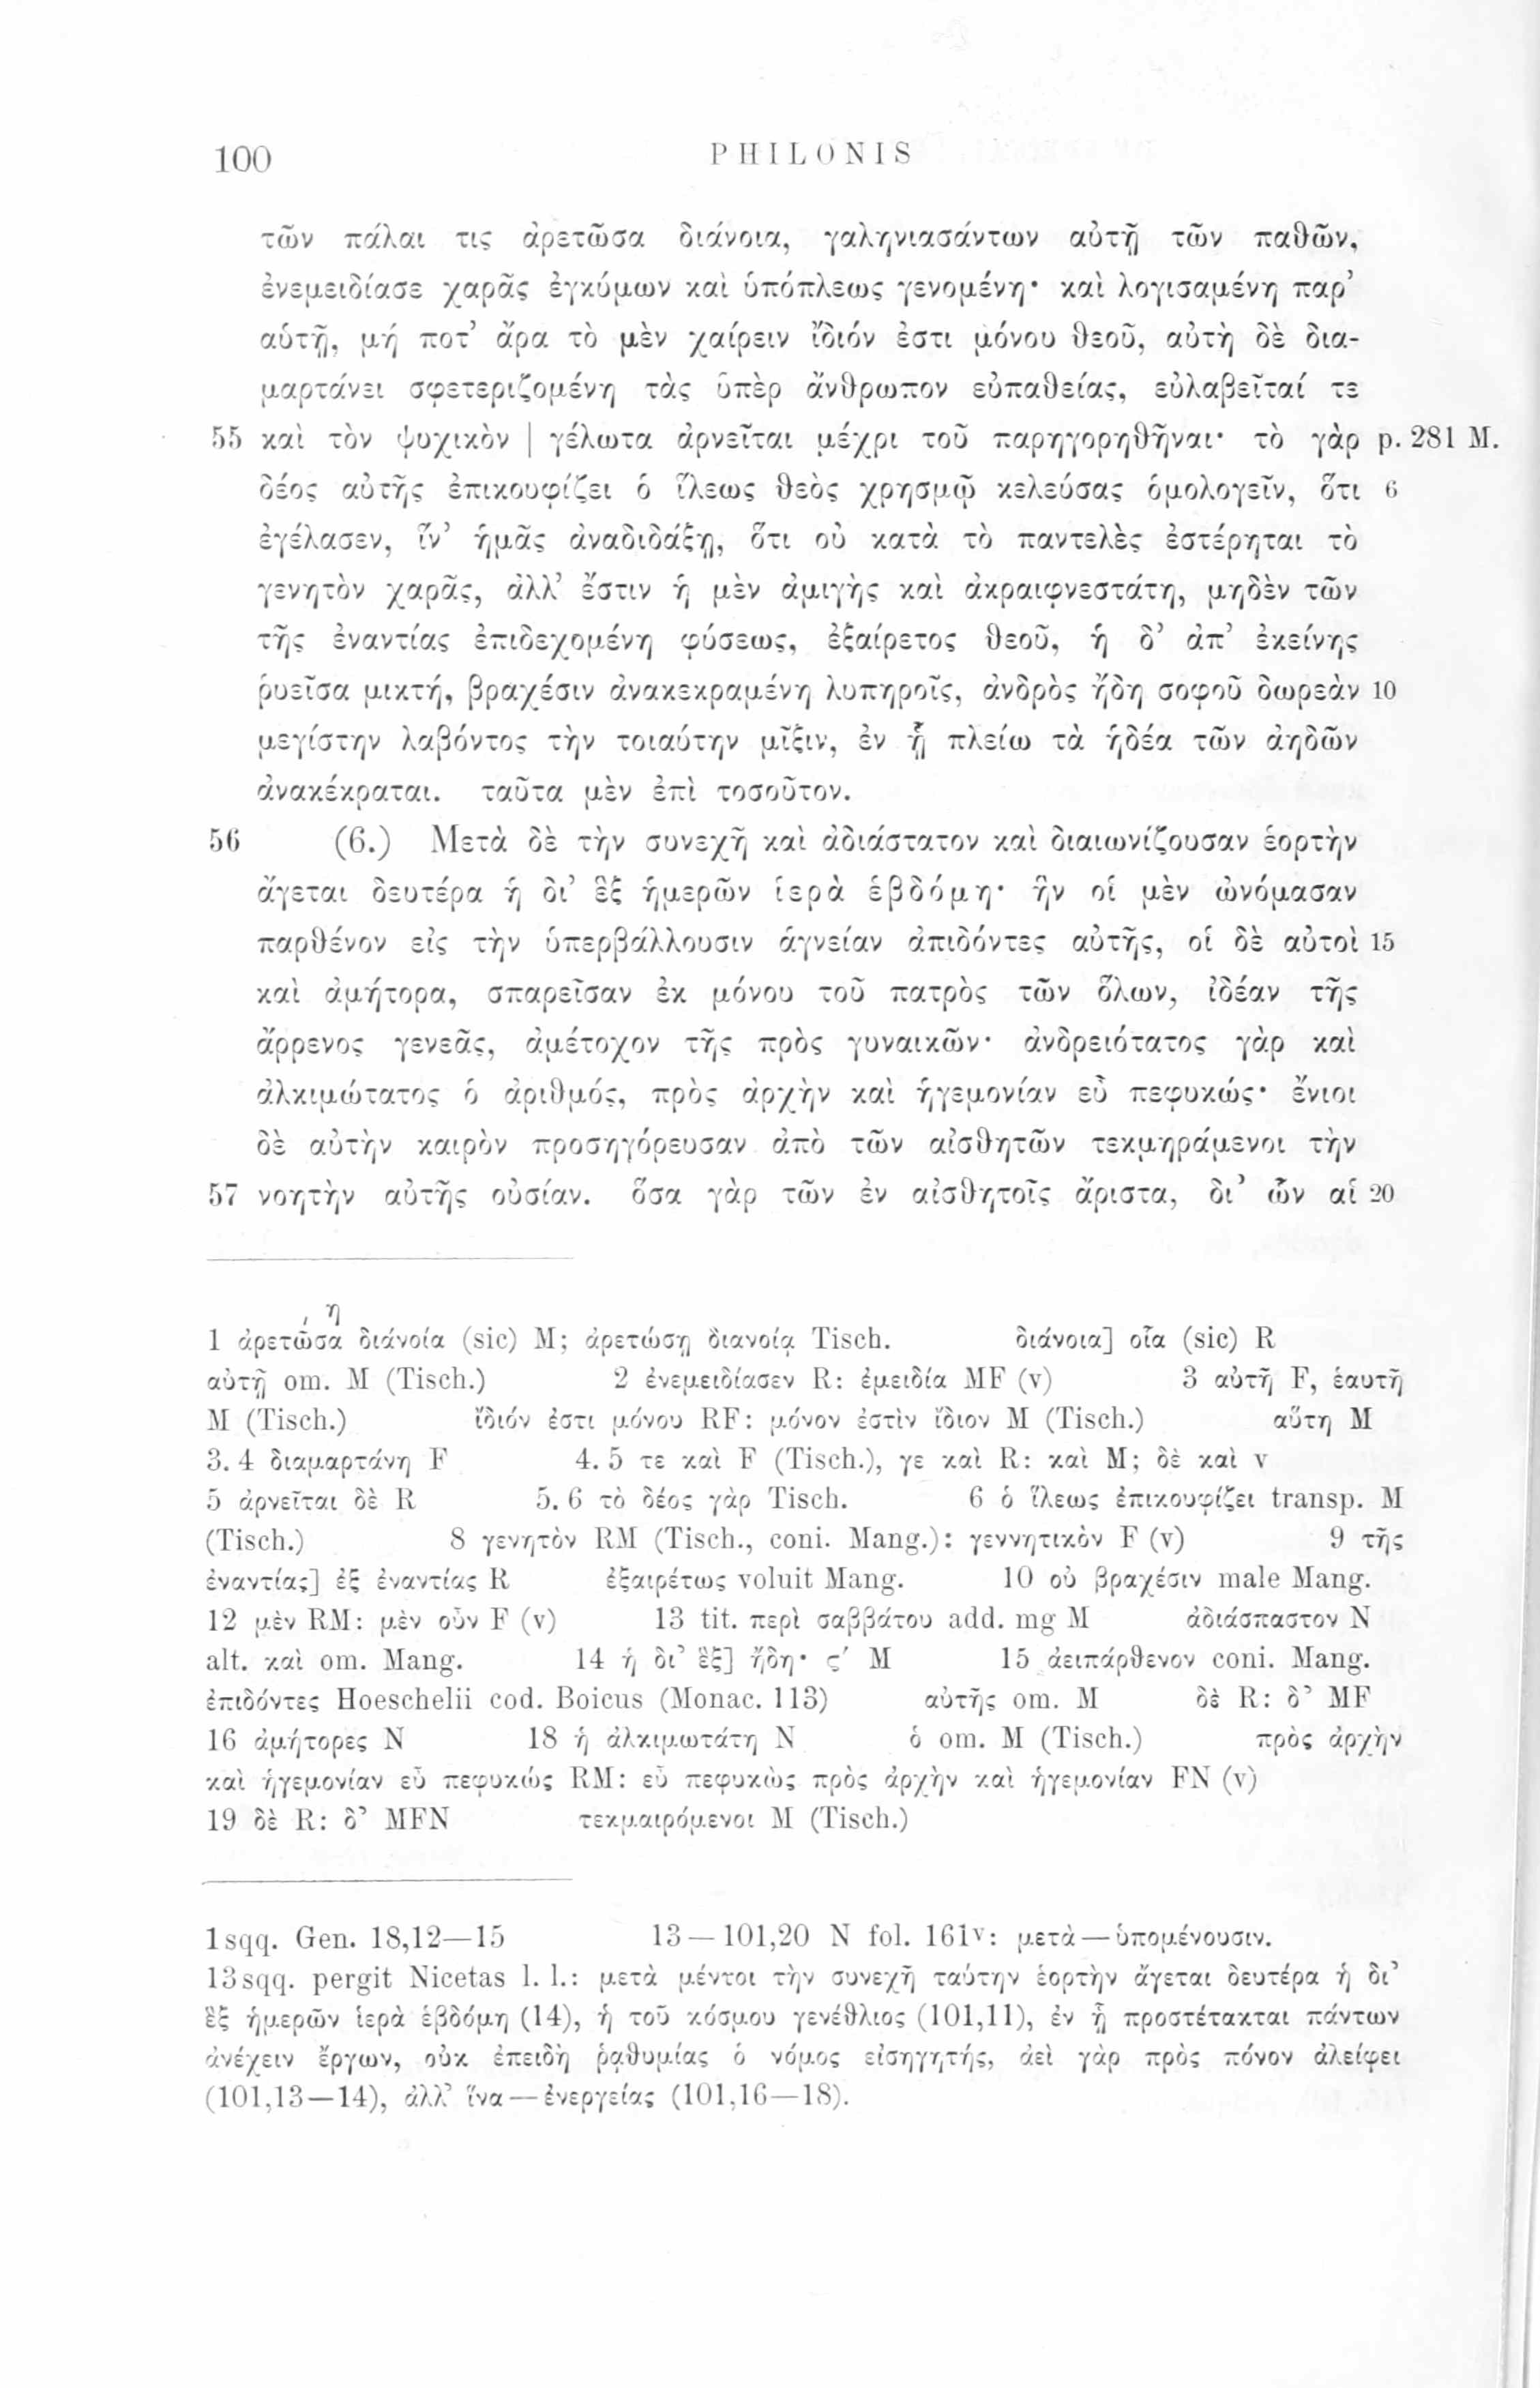 100 PHILONIS
τῶν πάλαι τις ἀρετῶσα διάνοια, γαληνιασάντων αὐτῇ τῶν παθῶν,
ἐνεμειδίασε χαρᾶς ἐγκύμων καὶ ὑπόπλεως γενομένη· καὶ λογισαμένη παρ’
αὑτῇ, μή ποτ’ ἄρα τὸ μὲν χαίρειν ἴδιόν ἐστι μόνου θεοῦ, αὐτὴ δὲ δια-
μαρτάνει σφετεριζομένη τὰς ὑπὲρ ἄνθρωπον εὐπαθείας, εὐλαβεῖταί τε
55 καὶ τὸν ψυχικὸν | γέλωτα ἀρνεῖται μέχρι τοῦ παρηγορηθῆναι· τὸ γὰρ p. 281 M.
δέος αὐτῆς ἐπικουφίζει ὁ ἵλεως θεὸς χρησμῷ κελεύσας ὁμολογεῖν, ὅτι 6
ἐγέλασεν, ἵν’ ἡμᾶς ἀναδιδάξῃ, ὅτι οὐ κατὰ τὸ παντελὲς ἐστέρηται τὸ
γενητὸν χαρᾶς, ἀλλ’ ἔστιν ἡ μὲν ἀμιγὴς καὶ ἀκραιφνεστάτη, μηδὲν τῶν
τῆς ἐναντίας ἐπιδεχομένη φύσεως, ἐξαίρετος θεοῦ, ἡ δ’ ἀπ’ ἐκείνης
ῥυεῖσα μικτή, βραχέσιν ἀνακεκραμένη λυπηροῖς, ἀνδρὸς ἤδη σοφοῦ δωρεὰν 10
μεγίστην λαβόντος τὴν τοιαύτην μῖξιν, ἐν ᾗ πλείω τὰ ἡδέα τῶν ἀηδῶν
ἀνακέκραται. ταῦτα μὲν ἐπὶ τοσοῦτον.
56 (6.) Μετὰ δὲ τὴν συνεχῆ καὶ ἀδιάστατον καὶ διαιωνίζουσαν ἑορτὴν
ἄγεται δευτέρα ἡ δι’ ἓξ ἡμερῶν ἱερὰ ἑβδόμη· ἣν οἱ μὲν ὠνόμασαν
παρθένον εἰς τὴν ὑπερβάλλουσιν ἁγνείαν ἀπιδόντες αὐτῆς, οἱ δὲ αὐτοὶ 15
καὶ ἀμήτορα, σπαρεῖσαν ἐκ μόνου τοῦ πατρὸς τῶν ὅλων, ἰδέαν τῆς
ἄρρενος γενεᾶς, ἀμέτοχον τῆς πρὸς γυναικῶν· ἀνδρειότατος γὰρ καὶ
ἀλκιμώτατος ὁ ἀριθμός, πρὸς ἀρχὴν καὶ ἡγεμονίαν εὖ πεφυκώς· ἔνιοι
δὲ αὐτὴν καιρὸν προσηγόρευσαν ἀπὸ τῶν αἰσθητῶν τεκμηράμενοι τὴν
57 νοητὴν αὐτῆς οὐσίαν. ὅσα γὰρ τῶν ἐν αἰσθητοῖς ἄριστα, δι’ ὧν αἱ 20
1 ἀρετῶσα η διάνοία (sic) M; ἀρετώσῃ διανοίᾳ Tisch. διάνοια] οἷα (sic) R
αὐτῇ om. M (Tisch.) 2 ἐνεμειδίασεν R: ἐμειδία MF (v) 3 αὐτῇ F, ἑαυτῇ
M (Tisch.) ἴδιόν ἐστι μόνου RF: μόνον ἐστὶν ἴδιον M (Tisch.) αὕτη M
3. 4 διαμαρτάνῃ F 4. 5 τε καὶ F (Tisch.), γε καὶ R: καὶ M; δὲ καὶ v
5 ἀρνεῖται δὲ R 5. 6 τὸ δέος γὰρ Tisch. 6 ὁ ἵλεως ἐπικουφίζει transp. M
(Tisch.) 8 γενητὸν RM (Tisch., coni. Mang.): γεννητικὸν F (v) 9 τῆς
ἐναντίας] ἐξ ἐναντίας R ἐξαιρέτως voluit Mang. 10 οὐ βραχέσιν male Mang.
12 μὲν RM: μὲν οὖν F (v) 13 tit. περὶ σαββάτου add. mg M ἀδιάσπαστον N
alt. καὶ om. Mang. 14 ἡ δι’ ἓξ] ἤδη· ϛʹ M 15 ἀειπάρθενον coni. Mang.
ἐπιδόντες Hoeschelii cod. Boicus (Monac. 113) αὐτῆς om. M δὲ R: δ’ MF
16 ἀμήτορες N 18 ἡ ἀλκιμωτάτη N ὁ om. M (Tisch.) πρὸς ἀρχὴν
καὶ ἡγεμονίαν εὖ πεφυκώς RM: εὖ πεφυκὼς πρὸς ἀρχὴν καὶ ἡγεμονίαν FN (v)
19 δὲ R: δ’ MFN τεκμαιρόμενοι M (Tisch.)
1 sqq. Gen. 18,12—15 13—101,20 N fol. 161v: μετὰ—ὑπομένουσιν.
13 sqq. pergit Nicetas l. l.: μετὰ μέντοι τὴν συνεχῆ ταύτην ἑορτὴν ἄγεται δευτέρα ἡ δι’
ἓξ ἡμερῶν ἱερὰ ἑβδόμη (14), ἡ τοῦ κόσμου γενέθλιος (101,11), ἐν ᾗ προστέτακται πάντων
ἀνέχειν ἔργων, οὐκ ἐπειδὴ ῥᾳθυμίας ὁ νόμος εἰσηγητής, ἀεὶ γὰρ πρὸς πόνον ἀλείφει
(101,13—14), ἀλλ’ ἵνα—ἐνεργείας (101,16—18).